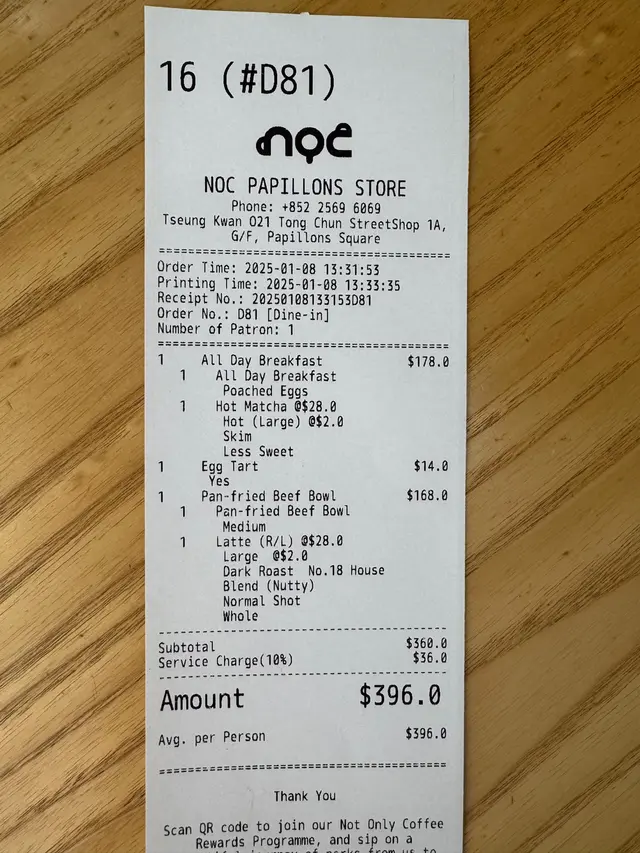 16 (#D81)
noc
NOC PAPILLONS STORE
Phone: +852 2569 6069
Tseung Kwan O21 Tong Chun StreetShop 1A,
G/F, Papillons Square
Order Time: 2025-01-08 13:31:53
Printing Time: 2025-01-08 13:33:35
Receipt No.: 20250108133153D81
Order No.: D81 [Dine-in]
Number of Patron: 1
1 All Day Breakfast $178.0
1 All Day Breakfast
Poached Eggs
1 Hot Matcha @$28.0
Hot (Large) @$2.0
Skim
Less Sweet
1 Egg Tart $14.0
Yes
1 Pan-fried Beef Bowl $168.0
1 Pan-fried Beef Bowl
Medium
1 Latte (R/L) @$28.0
Large @$2.0
Dark Roast No.18 House
Blend (Nutty)
Normal Shot
Whole
Subtotal $360.0
Service Charge(10%) $36.0
Amount $396.0
Avg. per Person $396.0
Thank You
Scan QR code to join our Not Only Coffee
Rewards Programme, and sip on a
of perks from us to